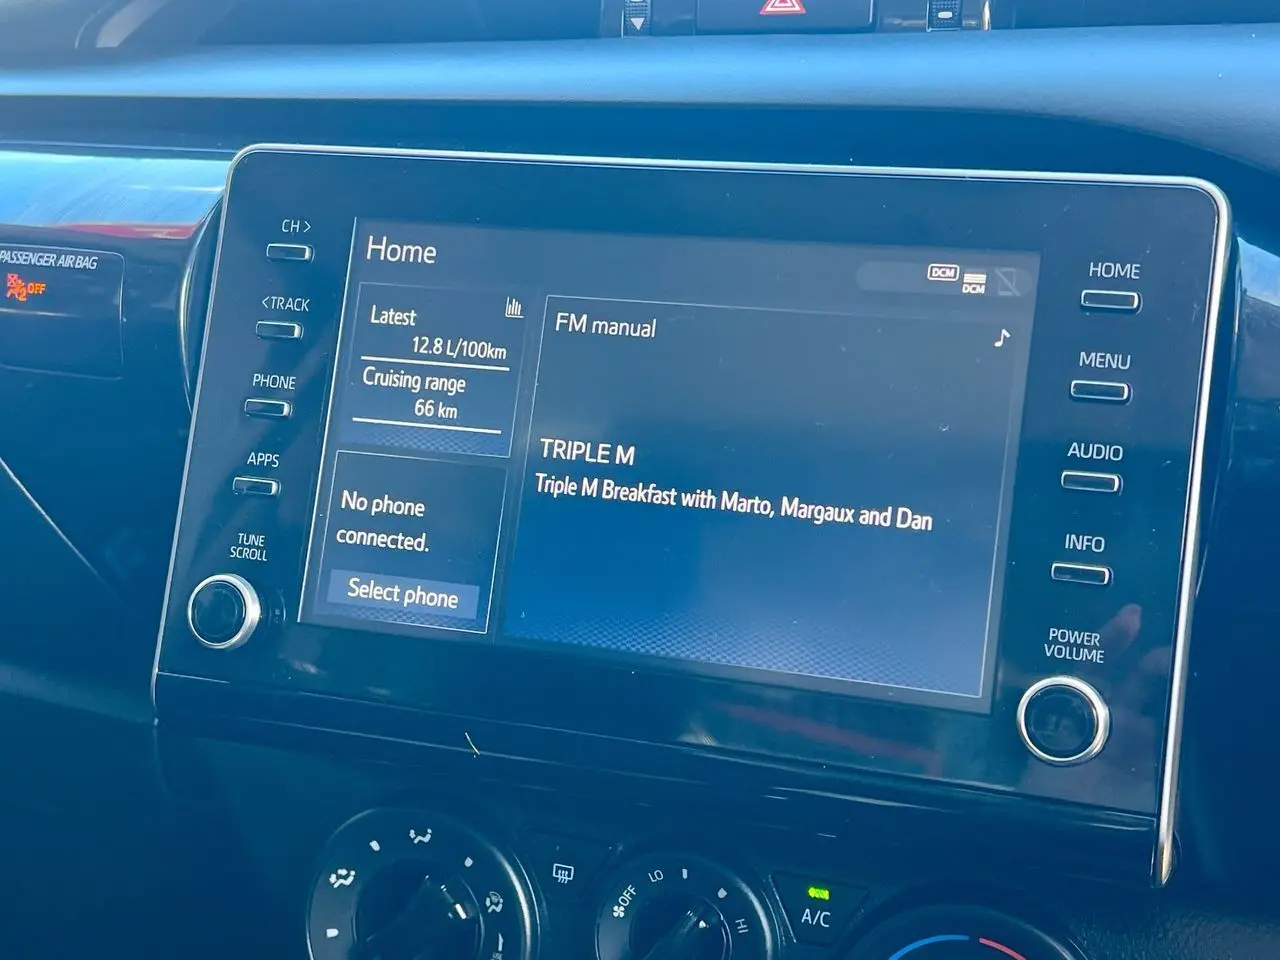 PASSENGER AIR BAG
2 OFF
CH >
< TRACK
PHONE
APPS
TUNE
SCROLL
Home
DCM
DCM
Latest
12.8 L/100km
Cruising range
66 km
No phone
connected.
Select phone
FM manual
TRIPLE M
Triple M Breakfast with Marto, Margaux and Dan
HOME
MENU
AUDIO
INFO
POWER
VOLUME
OFF
LO
HI
A/C